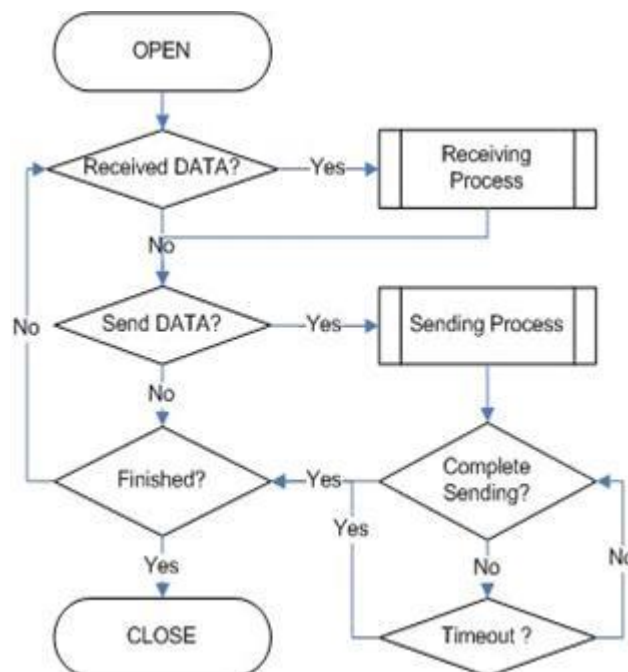 OPEN
Received DATA?
Yes
Receiving
Process
No
Send DATA?
Yes
Sending Process
No
No
Finished?
Yes
Complete
Sending?
Yes
No
No
Yes
CLOSE
Timeout ?